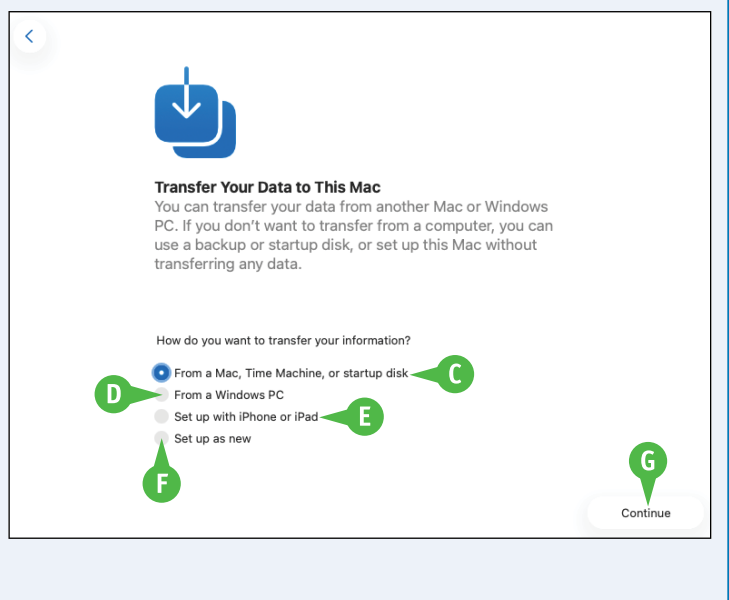 Transfer Your Data to This Mac
You can transfer your data from another Mac or Windows
PC. If you don’t want to transfer from a computer, you can
use a backup or startup disk, or set up this Mac without
transferring any data.
How do you want to transfer your information?
From a Mac, Time Machine, or startup disk C
D From a Windows PC
Set up with iPhone or iPad E
Set up as new
F
G
Continue